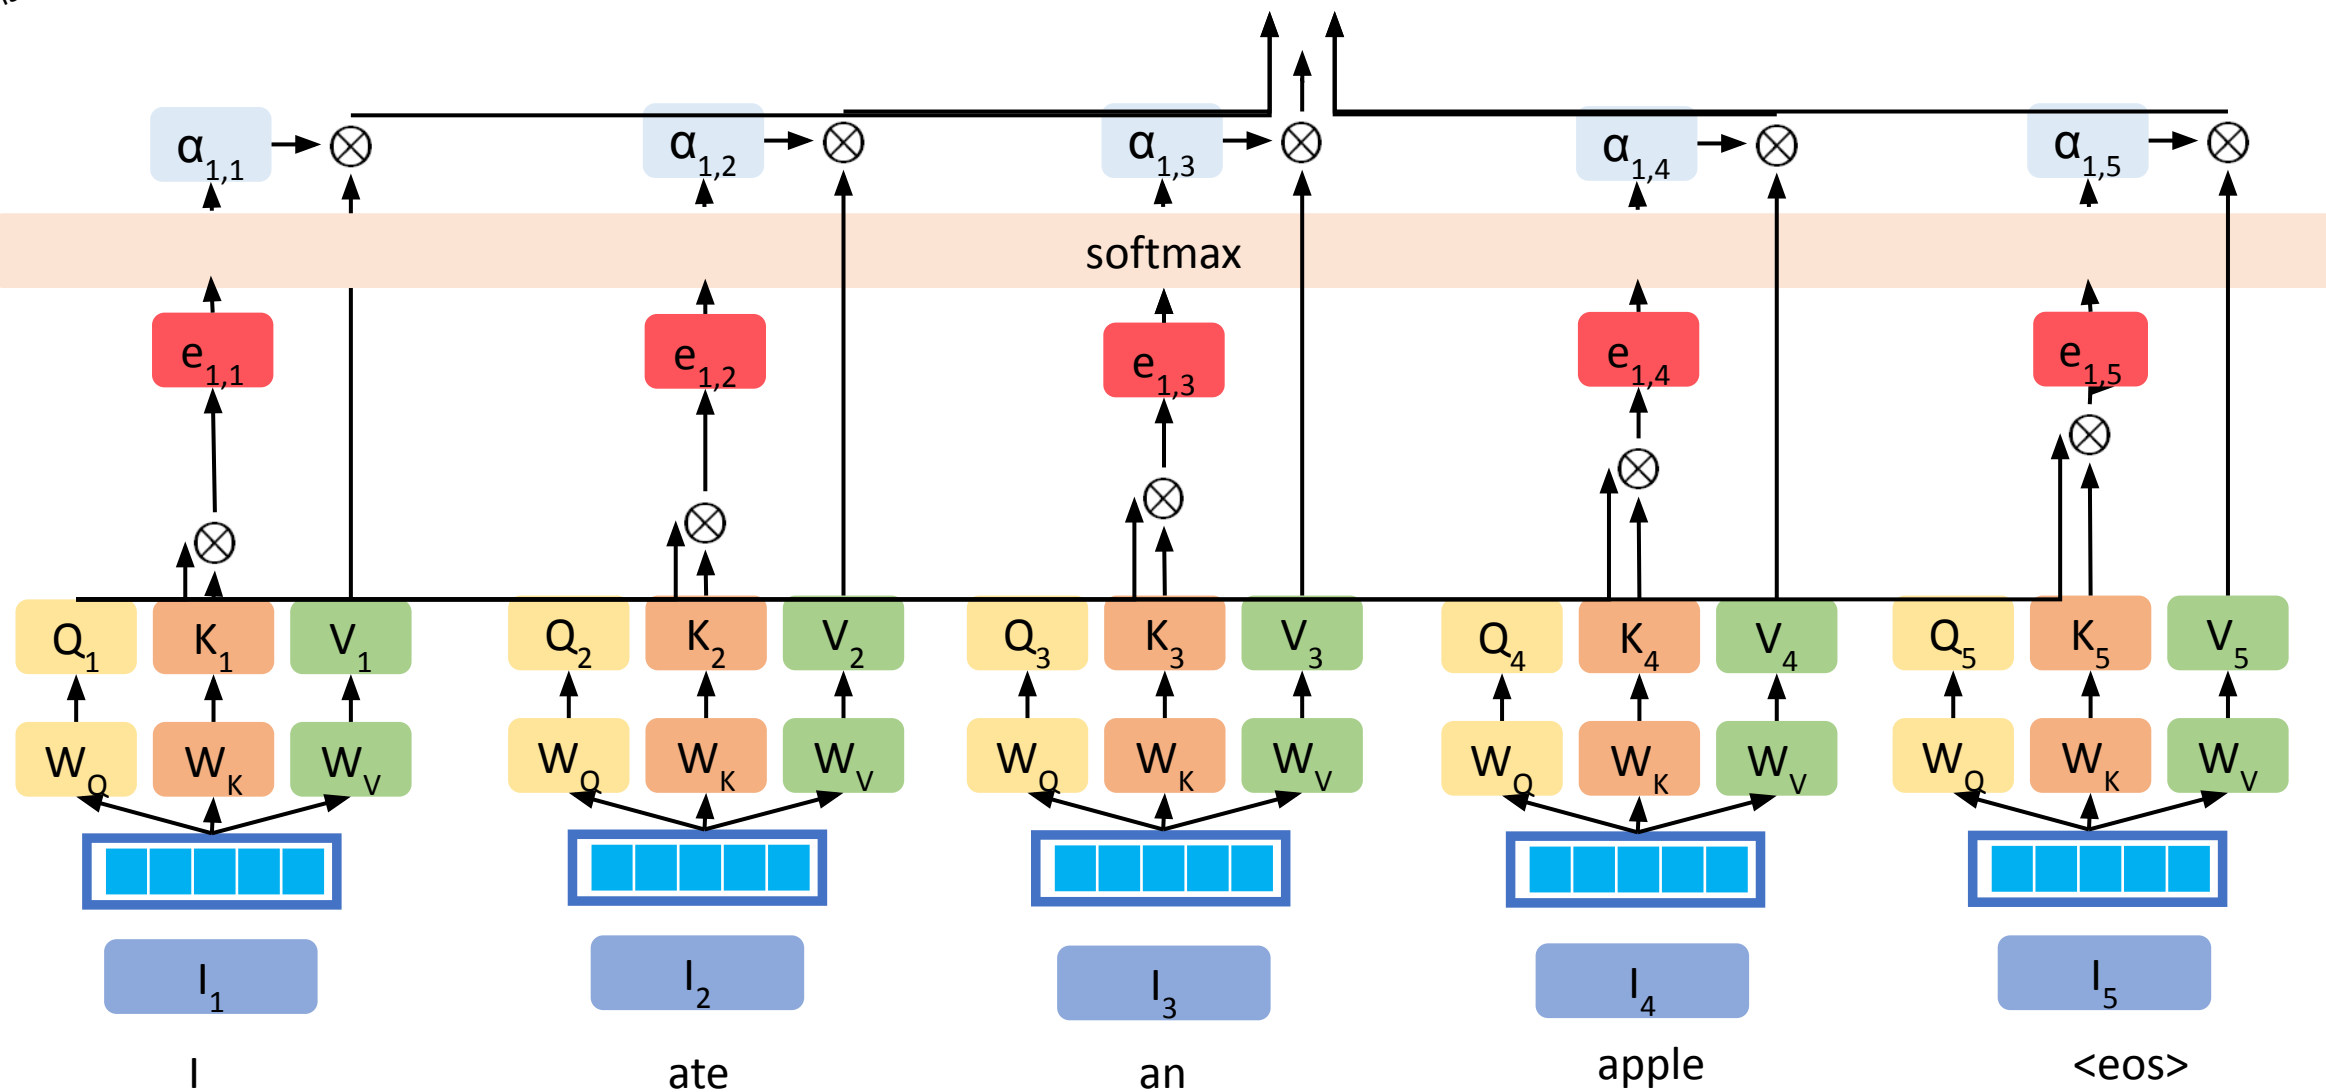 α1,1 α1,2 α1,3 α1,4 α1,5
softmax
e1,1 e1,2 e1,3 e1,4 e1,5
Q1 K1 V1 Q2 K2 V2 Q3 K3 V3 Q4 K4 V4 Q5 K5 V5
WQ WK WV WQ WK WV WQ WK WV WQ WK WV WQ WK WV
I1 I2 I3 I4 I5
I ate an apple <eos>